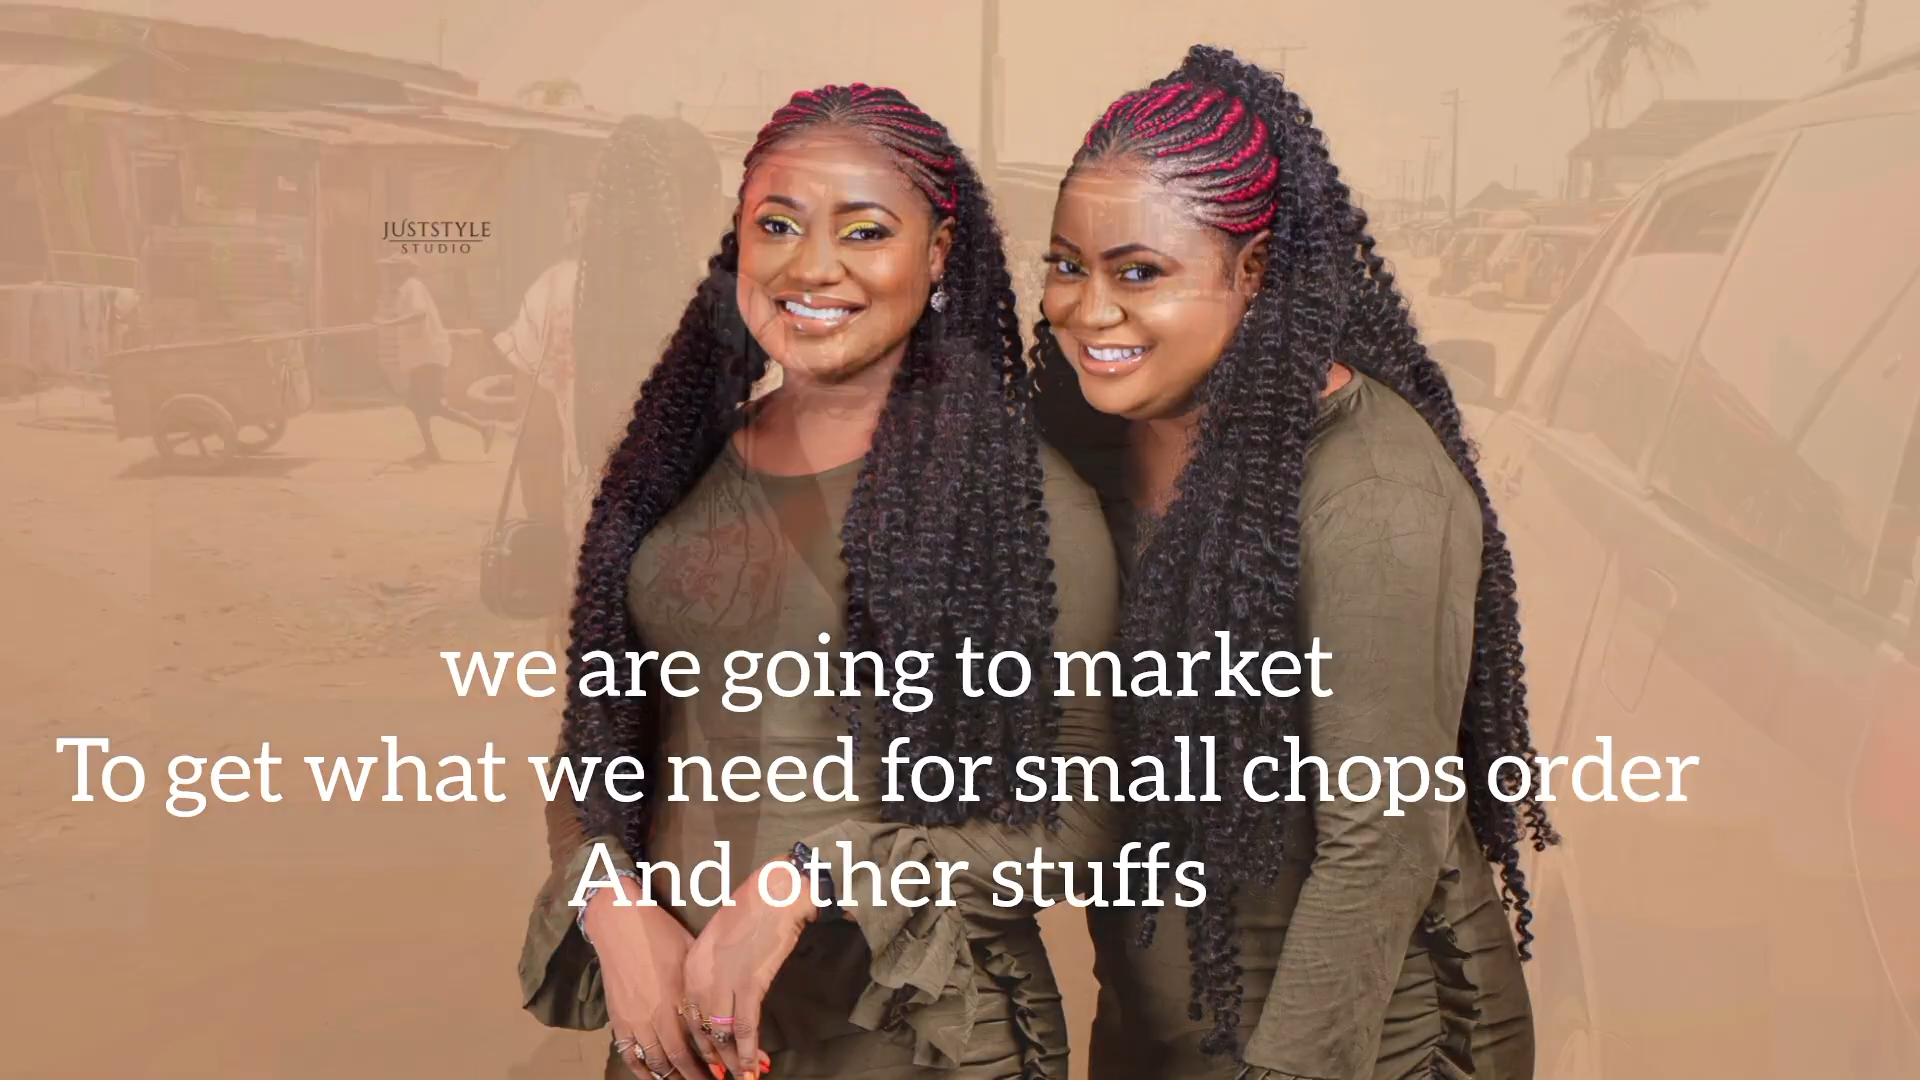 JUSTSTYLE
STUDIO
we are going to market
To get what we need for small chops order
And other stuffs